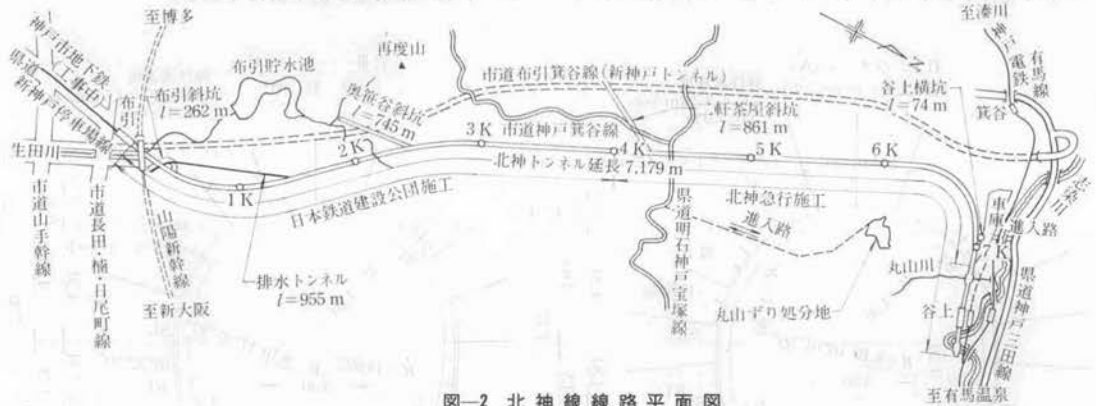 至博多
神戸市地下鉄
(工事中)
県道
新神戸停車場線
布引
布引斜坑
l=262 m
布引貯水池
再度山
奥笹谷斜坑
l=745 m
市道布引箕谷線(新神戸トンネル)
至湊川
神戸電鉄
有馬線
谷上横坑
l=74 m
箕谷
一軒茶屋斜坑
l=861 m
市道神戸箕谷線
生田川
1 K
2 K
3 K
4 K
5 K
6 K
7 K
北神トンネル延長 7,179 m
日本鉄道建設公団施工
北神急行施工
進入路
県道明石神戸宝塚線
志染川
車庫
進入路
丸山川
谷上
県道神戸三田線
市道山手幹線
市道長田・楠・日尾町線
山陽新幹線
至新大阪
排水トンネル
l=955 m
丸山ずり処分地
至有馬温泉
図—2 北神線線路平面図